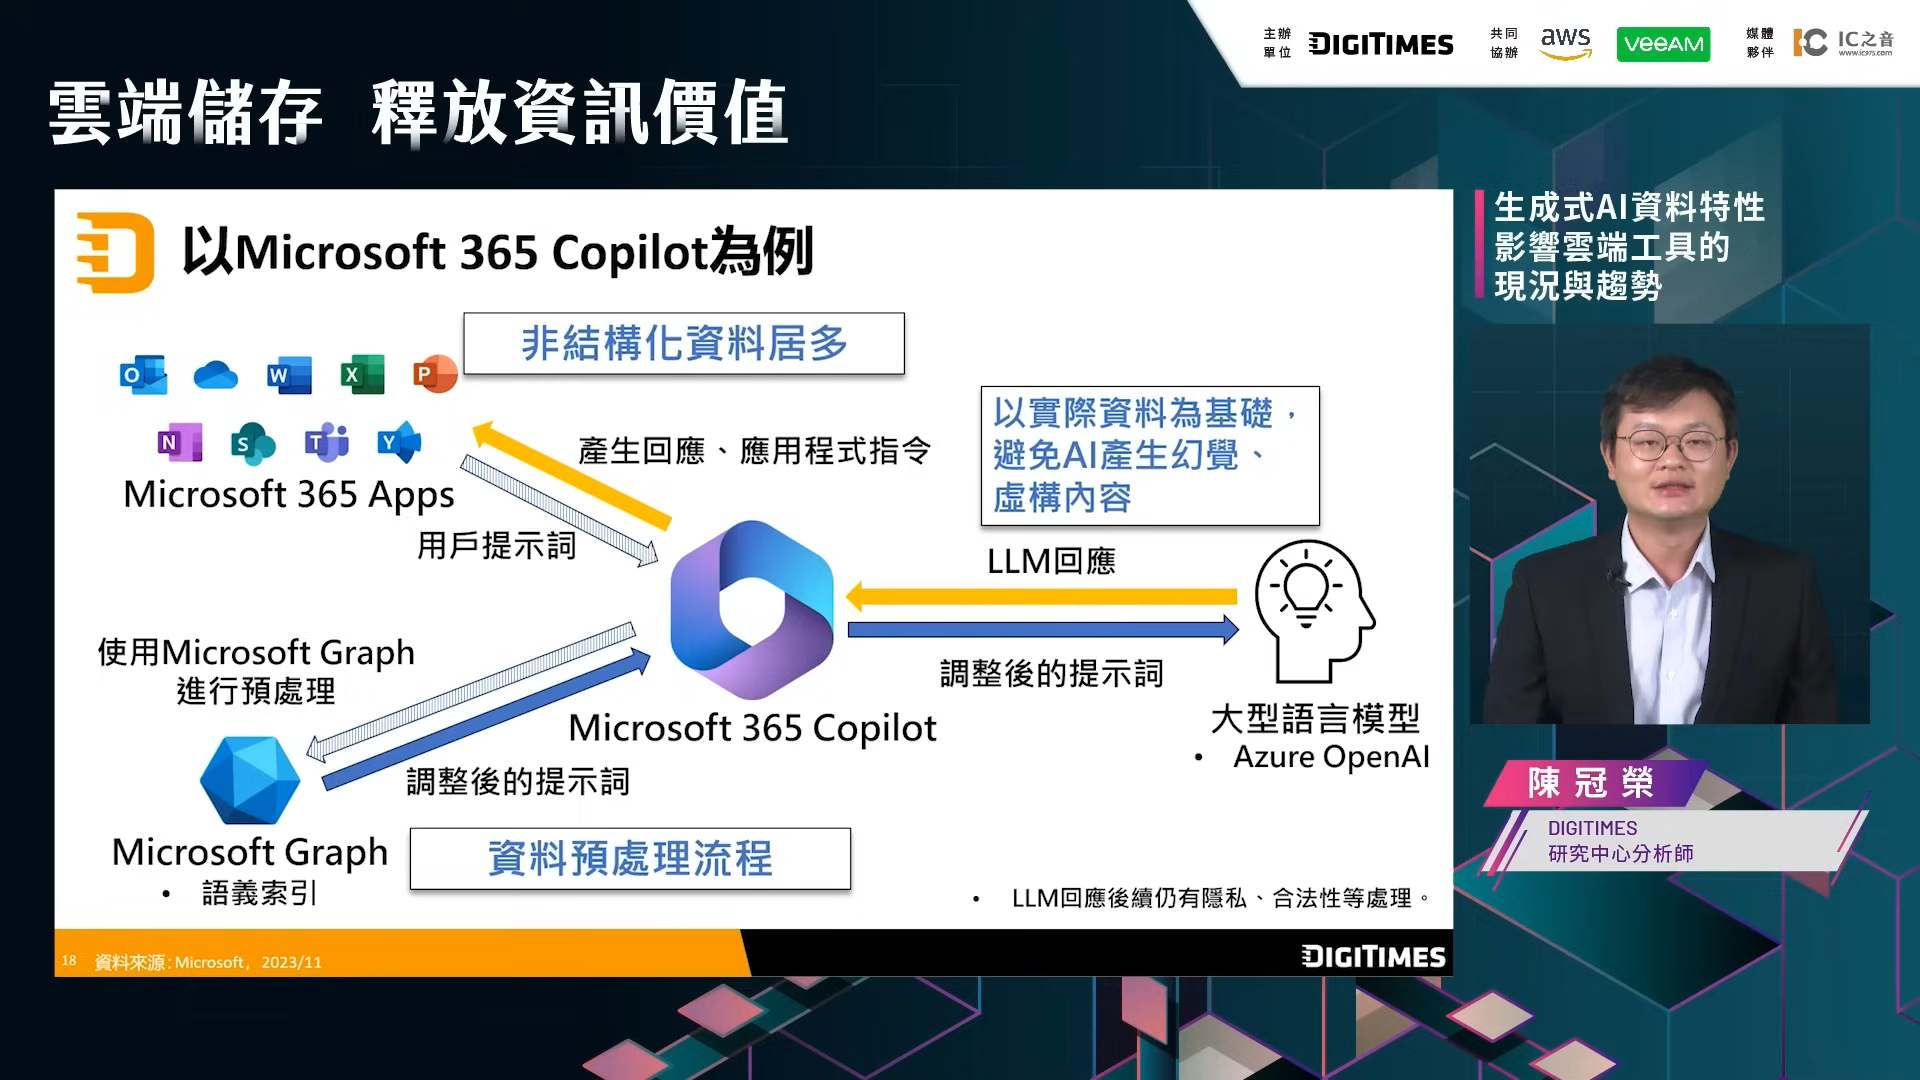 主辦單位
DIGITIMES
共同協辦
aws
veeAM
媒體夥伴
IC之音
www.ic975.com
雲端儲存 釋放資訊價值
生成式AI資料特性
影響雲端工具的
現況與趨勢
以Microsoft 365 Copilot為例
非結構化資料居多
O
W
X
P
N
S
T
Y
Microsoft 365 Apps
產生回應、應用程式指令
用戶提示詞
以實際資料為基礎，
避免AI產生幻覺、
虛構內容
LLM回應
調整後的提示詞
使用Microsoft Graph
進行預處理
Microsoft 365 Copilot
大型語言模型
• Azure OpenAI
調整後的提示詞
Microsoft Graph
• 語義索引
資料預處理流程
• LLM回應後續仍有隱私、合法性等處理。
18 資料來源：Microsoft，2023/11
DIGITIMES
陳冠榮
DIGITIMES
研究中心分析師